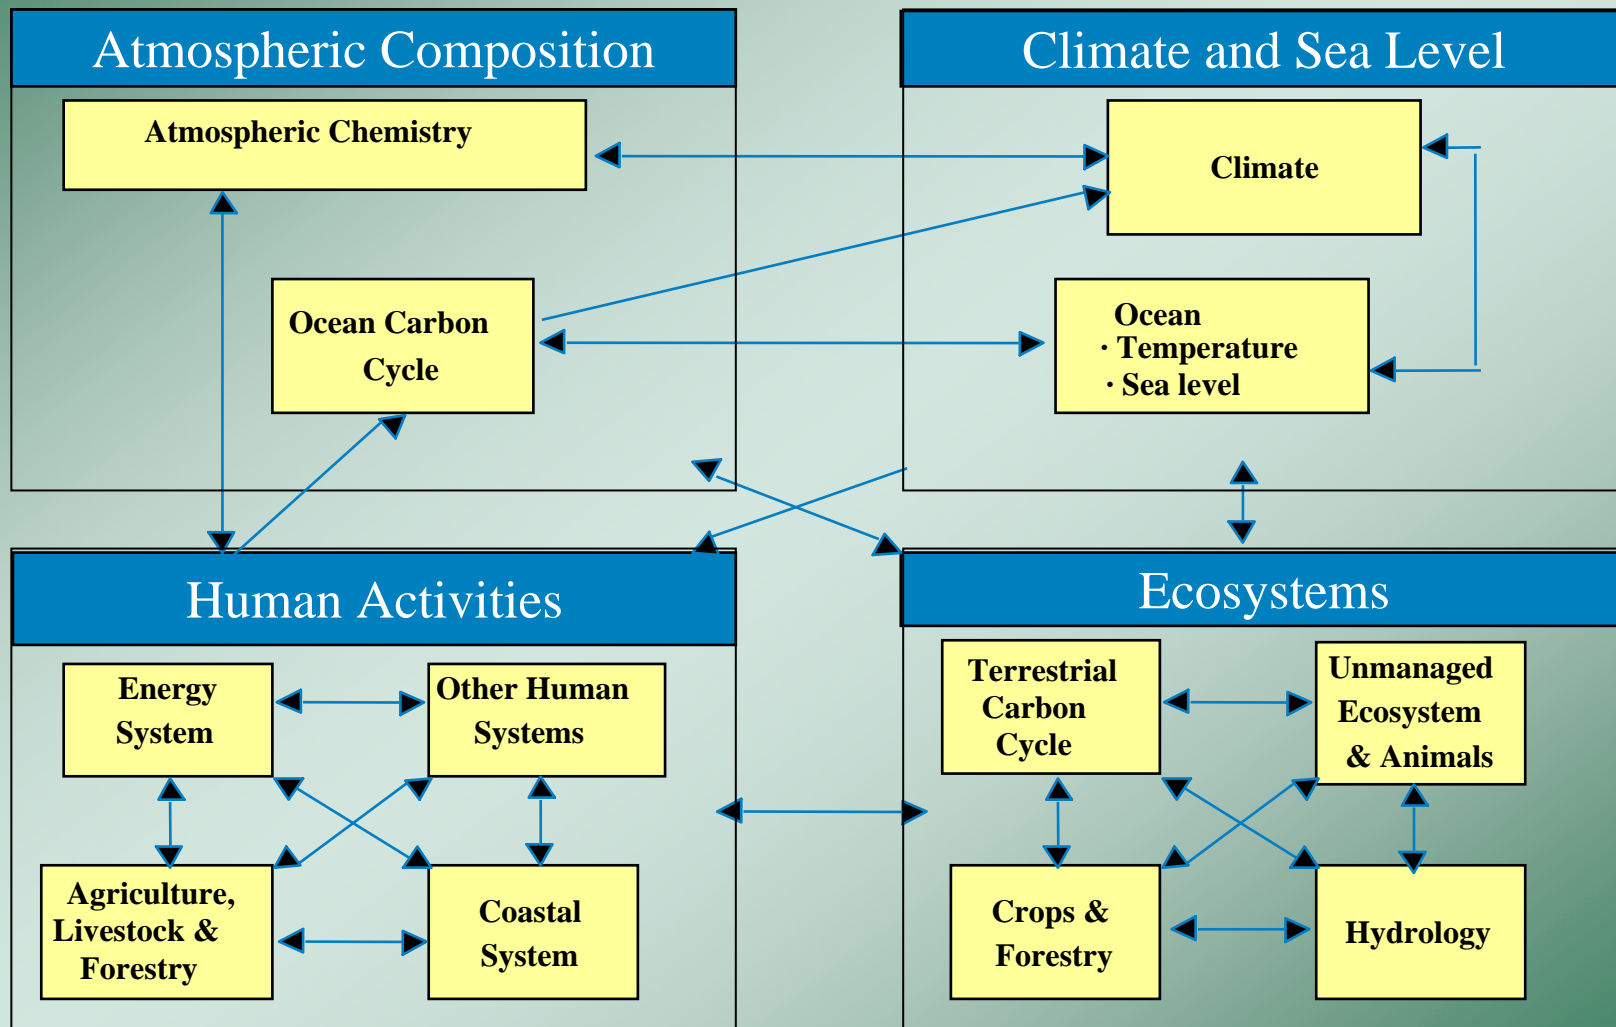 Atmospheric Composition
Atmospheric Chemistry
Ocean Carbon
Cycle
Climate and Sea Level
Climate
Ocean
· Temperature
· Sea level
Human Activities
Energy
System
Other Human
Systems
Agriculture,
Livestock &
Forestry
Coastal
System
Ecosystems
Terrestrial
Carbon
Cycle
Unmanaged
Ecosystem
& Animals
Crops &
Forestry
Hydrology